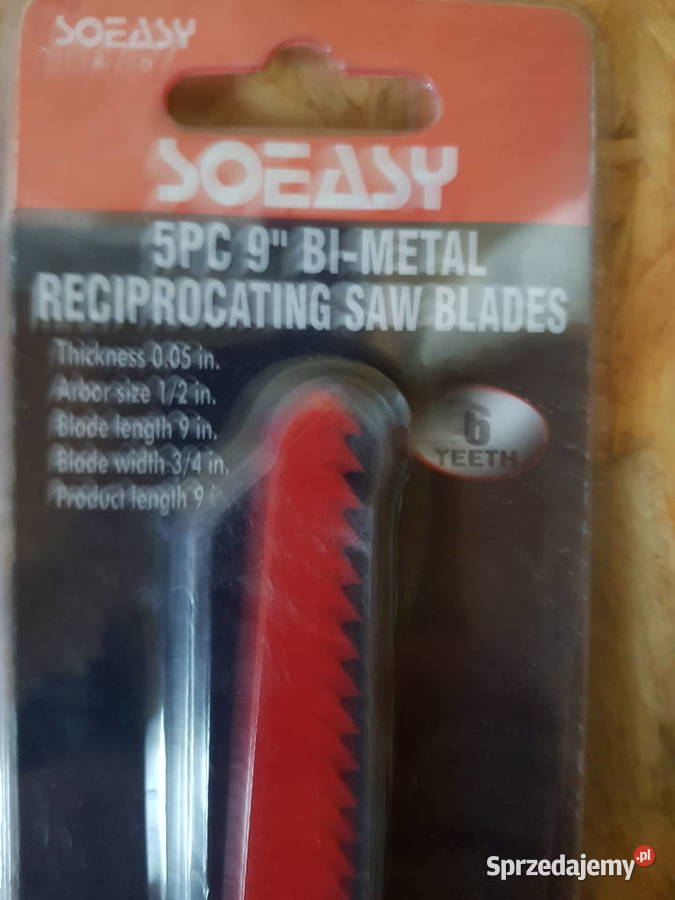 SOEASY
SOEASY
5PC 9" BI-METAL
RECIPROCATING SAW BLADES
Thickness 0.05 in.
Arbor size 1/2 in.
Blade length 9 in.
Blade width 3/4 in.
Product length 9 in.
6
TEETH
Sprzedajemy.pl